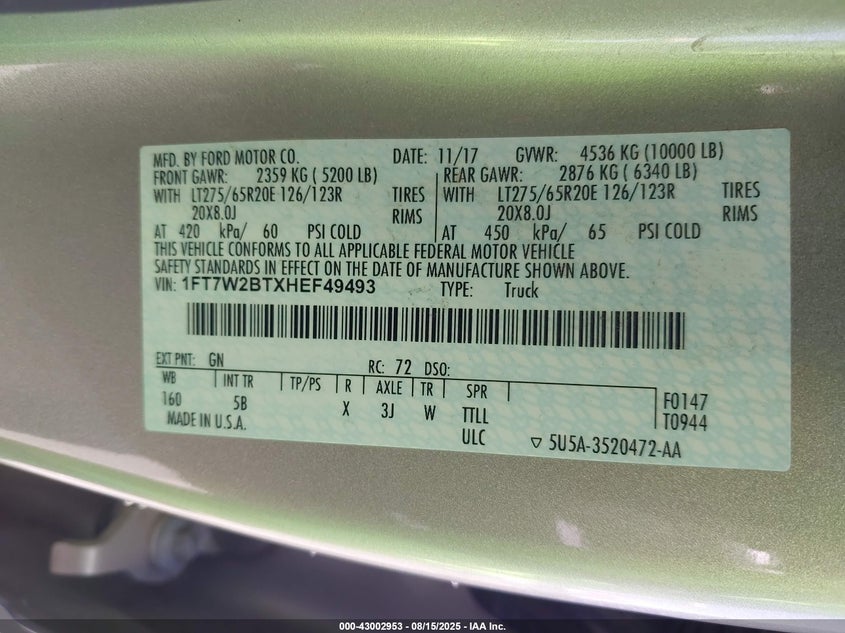 MFD. BY FORD MOTOR CO. DATE: 11/17 GVWR: 4536 KG (10000 LB)
FRONT GAWR: 2359 KG ( 5200 LB) REAR GAWR: 2876 KG ( 6340 LB)
WITH LT275/65R20E 126/123R TIRES WITH LT275/65R20E 126/123R TIRES
20X8.0J RIMS 20X8.0J RIMS
AT 420 kPa/ 60 PSI COLD AT 450 kPa/ 65 PSI COLD
THIS VEHICLE CONFORMS TO ALL APPLICABLE FEDERAL MOTOR VEHICLE
SAFETY STANDARDS IN EFFECT ON THE DATE OF MANUFACTURE SHOWN ABOVE.
VIN: 1FT7W2BTXHEF49493 TYPE: Truck
EXT PNT: GN RC: 72 DSO:
WB INT TR TP/PS R AXLE TR SPR
160 5B X 3J W TTLL F0147
ULC T0944
MADE IN U.S.A. ▽ 5U5A-3520472-AA
000-43002953 - 08/15/2025 - IAA Inc.